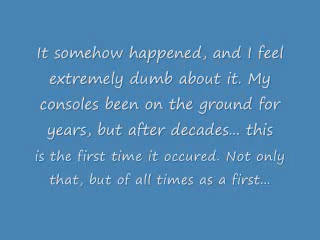 It somehow happened, and I feel
extremely dumb about it. My
consoles been on the ground for
years, but after decades... this
is the first time it occured. Not only
that, but of all times as a first...